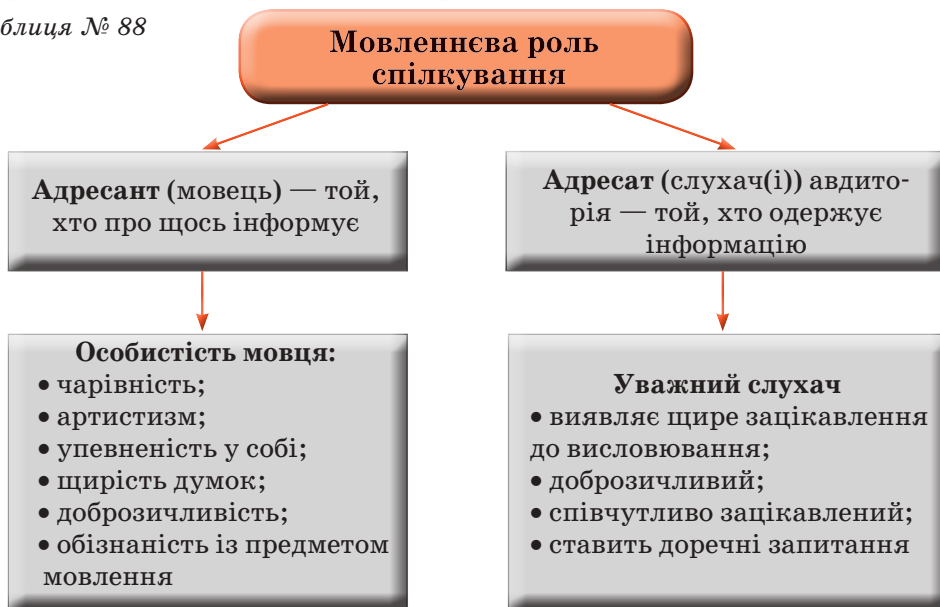 блиця № 88
Мовленнєва роль
спілкування
Адресант (мовець) — той,
хто про щось інформує
Адресат (слухач(і)) авдито-
рія — той, хто одержує
інформацію
Особистість мовця:
• чарівність;
• артистизм;
• упевненість у собі;
• щирість думок;
• доброзичливість;
• обізнаність із предметом
мовлення
Уважний слухач
• виявляє щире зацікавлення
до висловлювання;
• доброзичливий;
• співчутливо зацікавлений;
• ставить доречні запитання